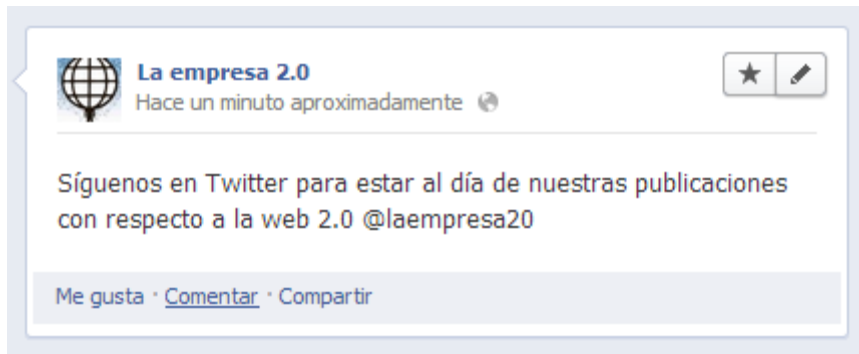 La empresa 2.0
Hace un minuto aproximadamente
Síguenos en Twitter para estar al día de nuestras publicaciones
con respecto a la web 2.0 @laempresa20
Me gusta · Comentar · Compartir